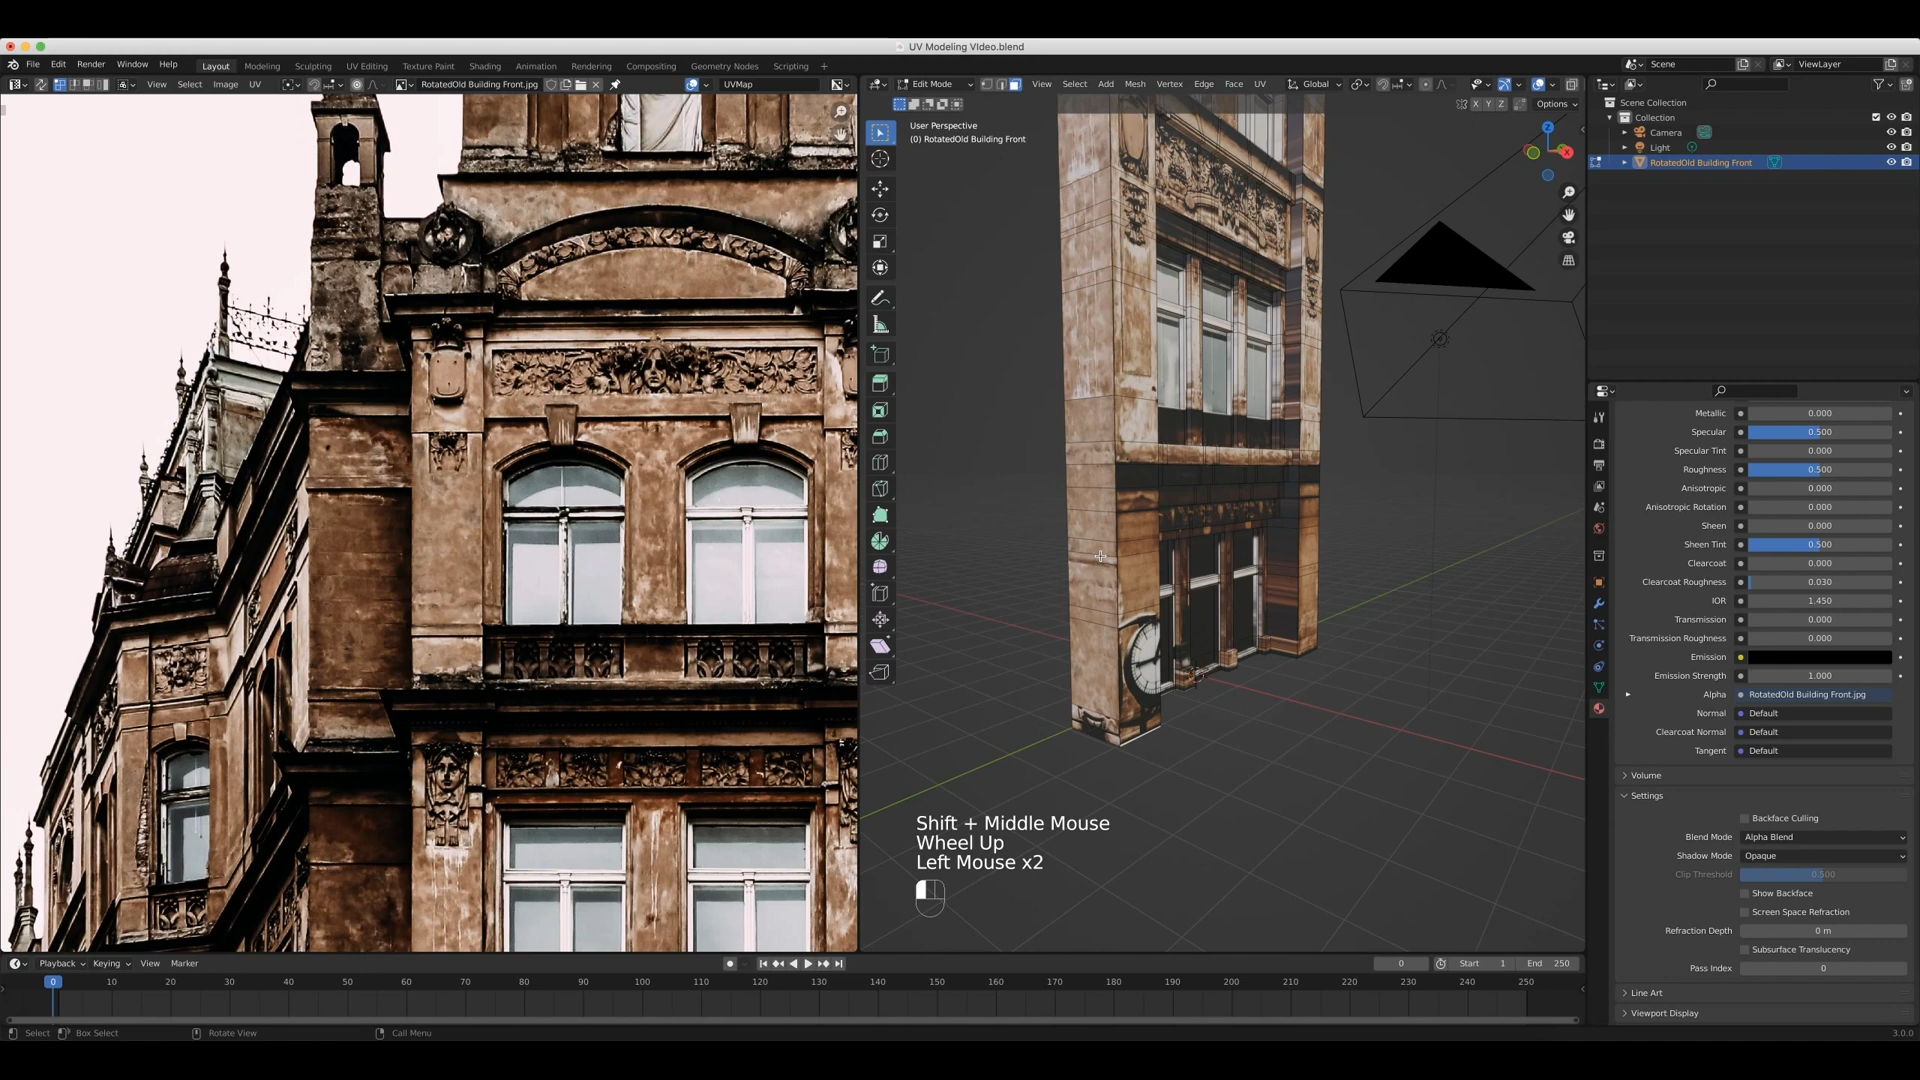 UV Modeling VIdeo.blend
File Edit Render Window Help Layout Modeling Sculpting UV Editing Texture Paint Shading Animation Rendering Compositing Geometry Nodes Scripting + Scene ViewLayer
View Select Image UV RotatedOld Building Front.jpg UVMap Edit Mode View Select Add Mesh Vertex Edge Face UV Global
X Y Z Options
User Perspective
(0) RotatedOld Building Front
Z
X
Scene Collection
Collection
Camera
Light
RotatedOld Building Front
Metallic 0.000
Specular 0.500
Specular Tint 0.000
Roughness 0.500
Anisotropic 0.000
Anisotropic Rotation 0.000
Sheen 0.000
Sheen Tint 0.500
Clearcoat 0.000
Clearcoat Roughness 0.030
IOR 1.450
Transmission 0.000
Transmission Roughness 0.000
Emission
Emission Strength 1.000
Alpha RotatedOld Building Front.jpg
Normal Default
Clearcoat Normal Default
Tangent Default
Volume
Settings
Backface Culling
Blend Mode Alpha Blend
Shadow Mode Opaque
Clip Threshold 0.500
Show Backface
Screen Space Refraction
Refraction Depth 0 m
Subsurface Translucency
Pass Index 0
Line Art
Viewport Display
Shift + Middle Mouse
Wheel Up
Left Mouse x2
Playback Keying View Marker 0 Start 1 End 250
0 10 20 30 40 50 60 70 80 90 100 110 120 130 140 150 160 170 180 190 200 210 220 230 240 250
Select Box Select Rotate View Call Menu 3.0.0